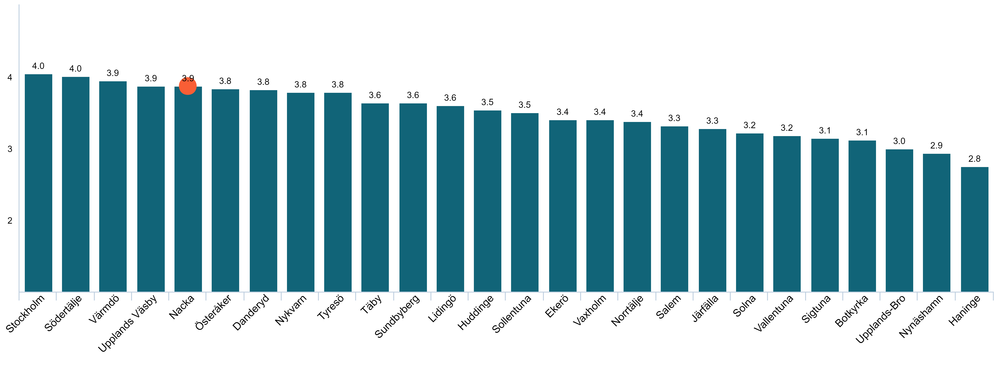 4.0
4.0
3.9
3.9
3.9
3.8
3.8
3.8
3.8
3.6
3.6
3.6
3.5
3.5
3.4
3.4
3.4
3.3
3.3
3.2
3.2
3.1
3.1
3.0
2.9
2.8
4
3
2
Stockholm
Södertälje
Värmdö
Upplands Väsby
Nacka
Österåker
Danderyd
Nykvarn
Tyresö
Täby
Sundbyberg
Lidingö
Huddinge
Sollentuna
Ekerö
Vaxholm
Norrtälje
Salem
Järfälla
Solna
Vallentuna
Sigtuna
Botkyrka
Upplands-Bro
Nynäshamn
Haninge